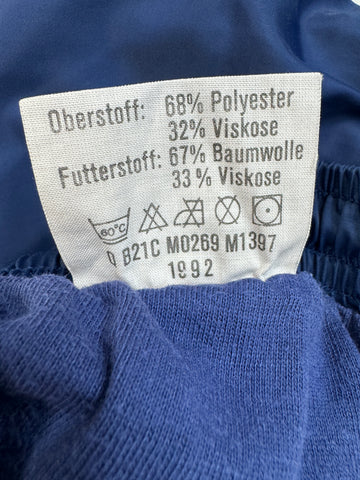 Oberstoff: 68% Polyester
32% Viskose
Futterstoff: 67% Baumwolle
33% Viskose
60°C
B21C M0269 M1397
1992